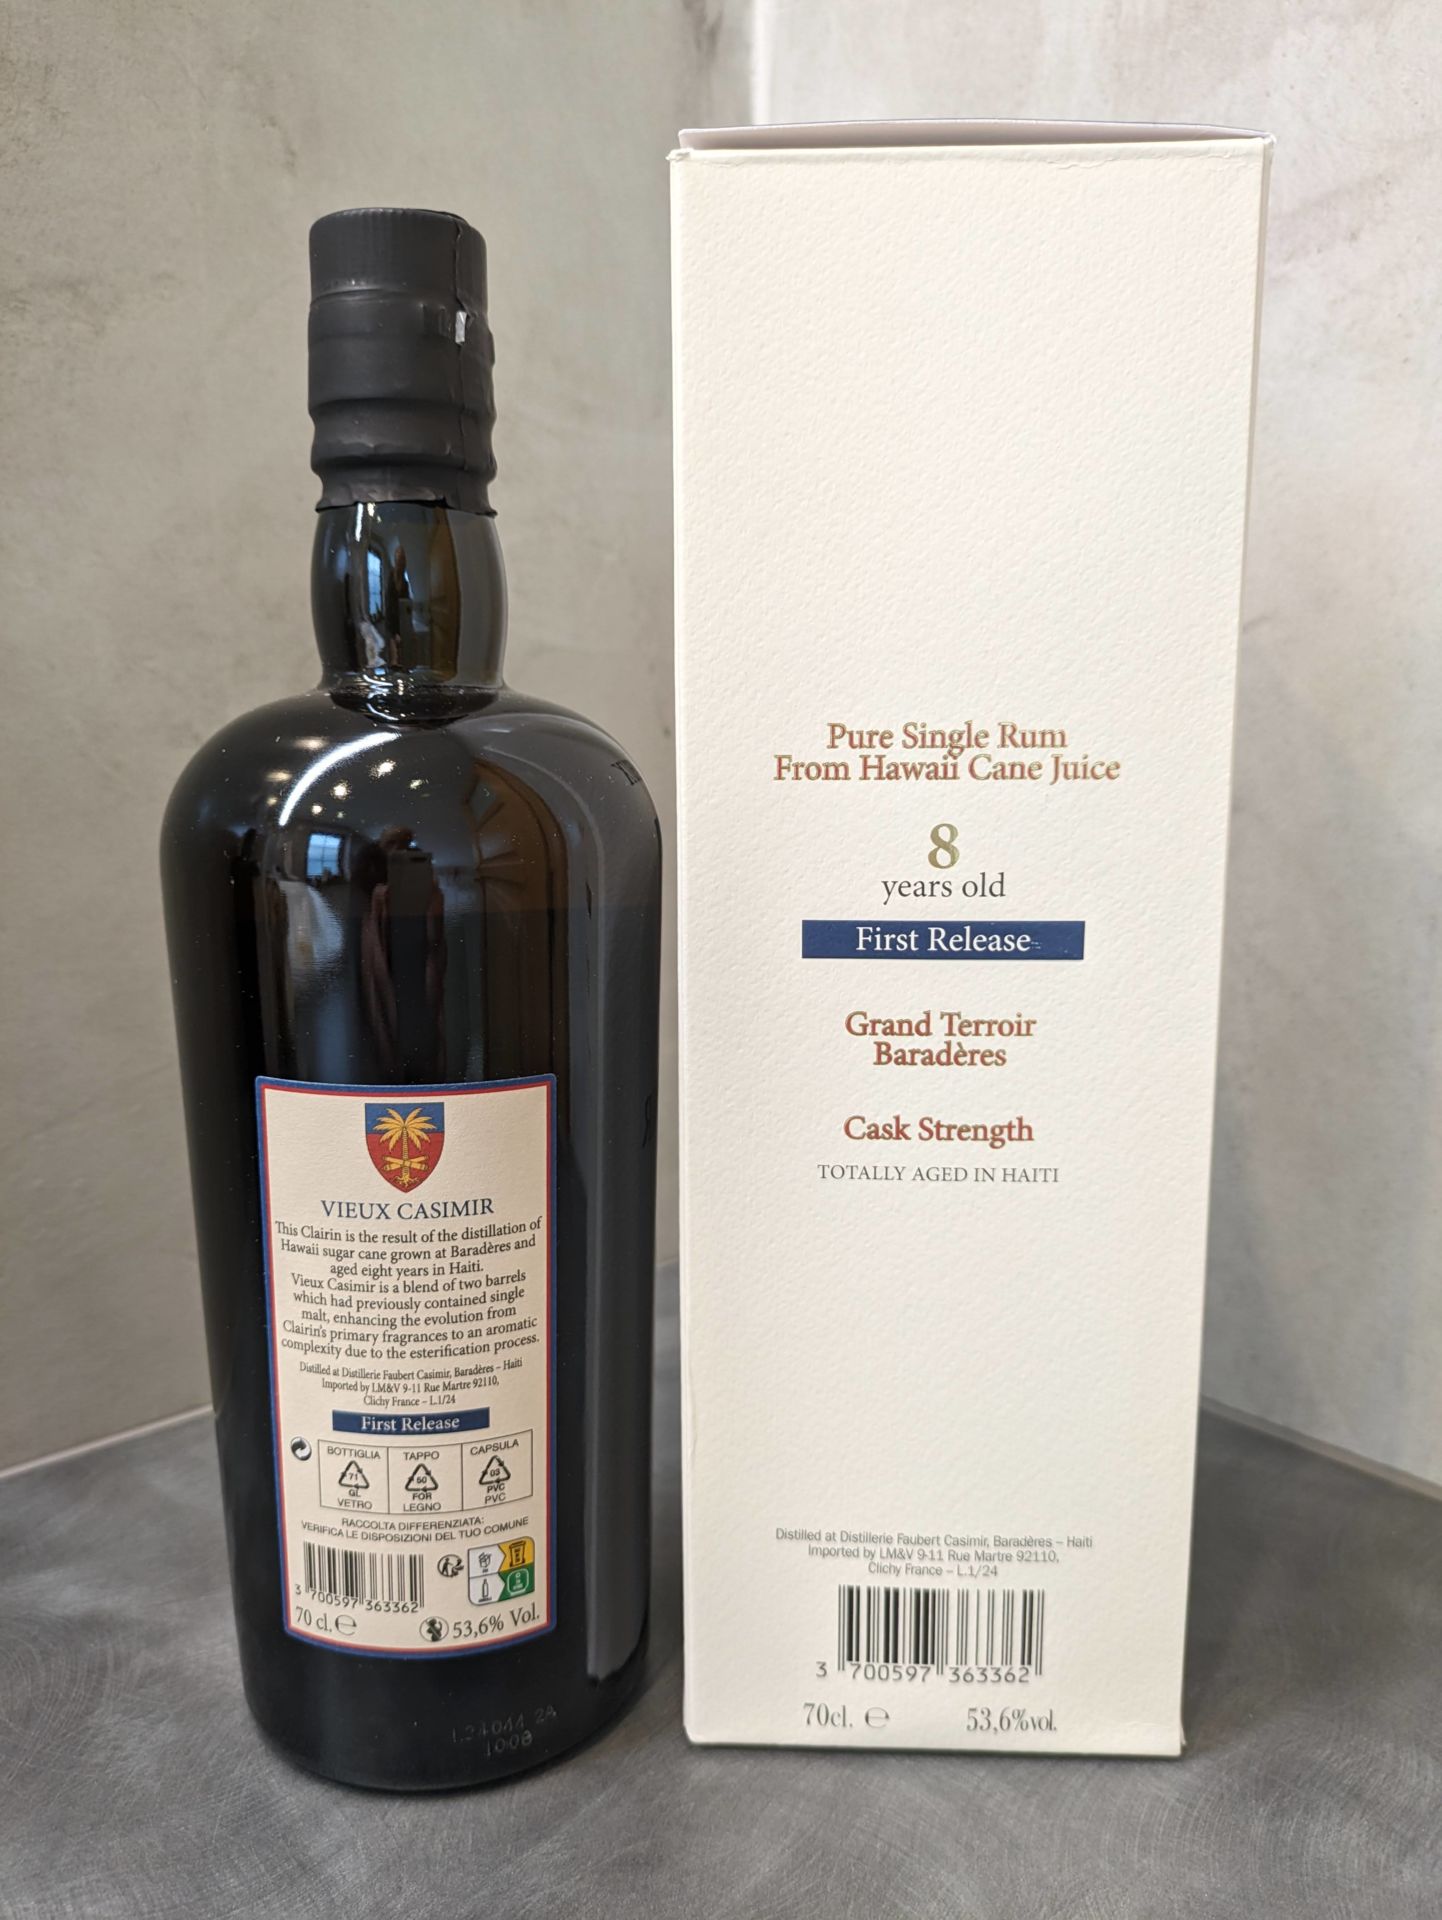 VIEUX CASIMIR
This Clairin is the result of the distillation of
Hawaii sugar cane grown at Baradères and
aged eight years in Haiti.
Vieux Casimir is a blend of two barrels
which had previously contained single
malt, enhancing the evolution from
Clairin's primary fragrances to an aromatic
complexity due to the esterification process.
Distilled at Distillerie Faubert Casimir, Baradères – Haiti
Imported by LM&V 9-11 Rue Martre 92110,
Clichy France – L.1/24
First Release
BOTTIGLIA TAPPO CAPSULA
71 50 03
GL FOR PVC
VETRO LEGNO PVC
RACCOLTA DIFFERENZIATA:
VERIFICA LE DISPOSIZIONI DEL TUO COMUNE
3 700597 363362
70 cl. ℮ 53,6% Vol.
L24044 2A
1008
Pure Single Rum
From Hawaii Cane Juice
8
years old
First Release
Grand Terroir
Baradères
Cask Strength
TOTALLY AGED IN HAITI
Distilled at Distillerie Faubert Casimir, Baradères – Haiti
Imported by LM&V 9-11 Rue Martre 92110,
Clichy France – L.1/24
3 700597 363362
70cl. ℮ 53,6%vol.